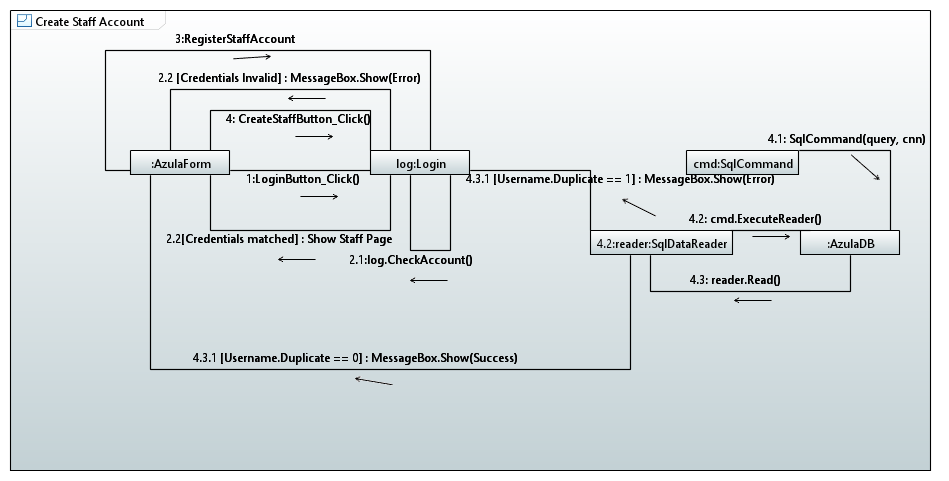 Create Staff Account
3:RegisterStaffAccount
2.2 [Credentials Invalid] : MessageBox.Show(Error)
4: CreateStaffButton_Click()
4.1: SqlCommand(query, cnn)
:AzulaForm
log:Login
cmd:SqlCommand
1:LoginButton_Click()
4.3.1 [Username.Duplicate == 1] : MessageBox.Show(Error)
4.2: cmd.ExecuteReader()
2.2[Credentials matched] : Show Staff Page
4.2:reader:SqlDataReader
:AzulaDB
2.1:log.CheckAccount()
4.3: reader.Read()
4.3.1 [Username.Duplicate == 0] : MessageBox.Show(Success)